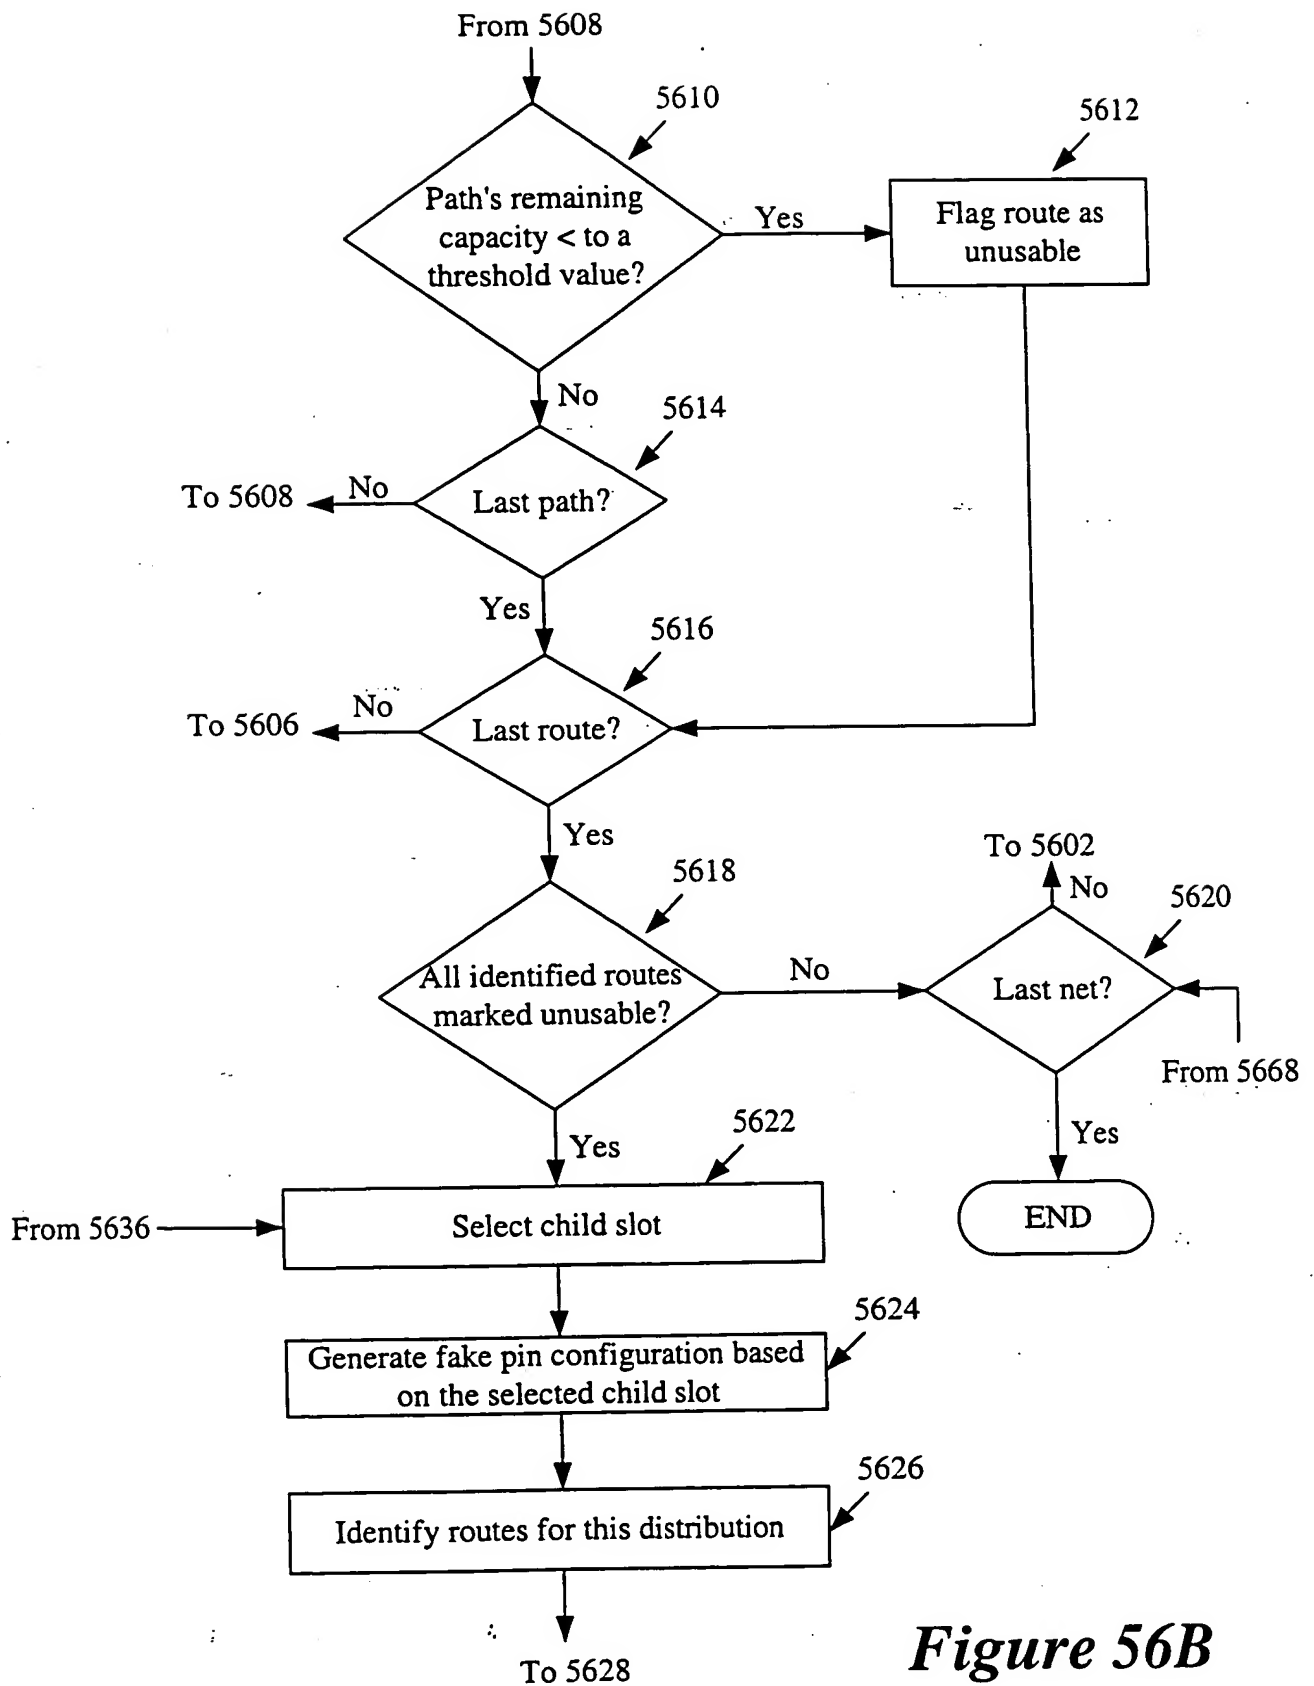 From 5608
5610
5612
Path's remaining
capacity < to a
threshold value?
Yes
Flag route as
unusable
No
5614
To 5608
No
Last path?
Yes
5616
To 5606
No
Last route?
Yes
5618
To 5602
No
5620
All identified routes
marked unusable?
No
Last net?
From 5668
Yes
5622
Yes
From 5636
Select child slot
END
5624
Generate fake pin configuration based
on the selected child slot
5626
Identify routes for this distribution
To 5628
Figure 56B